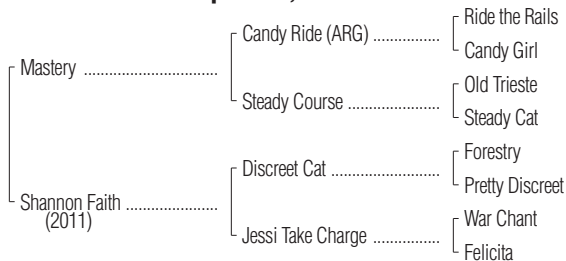 Ride the Rails
Candy Ride (ARG) ................
Candy Girl
Mastery ................................
Old Trieste
Steady Course ......................
Steady Cat
Forestry
Discreet Cat ..........................
Pretty Discreet
Shannon Faith ......................
(2011)
War Chant
Jessi Take Charge ................
Felicita